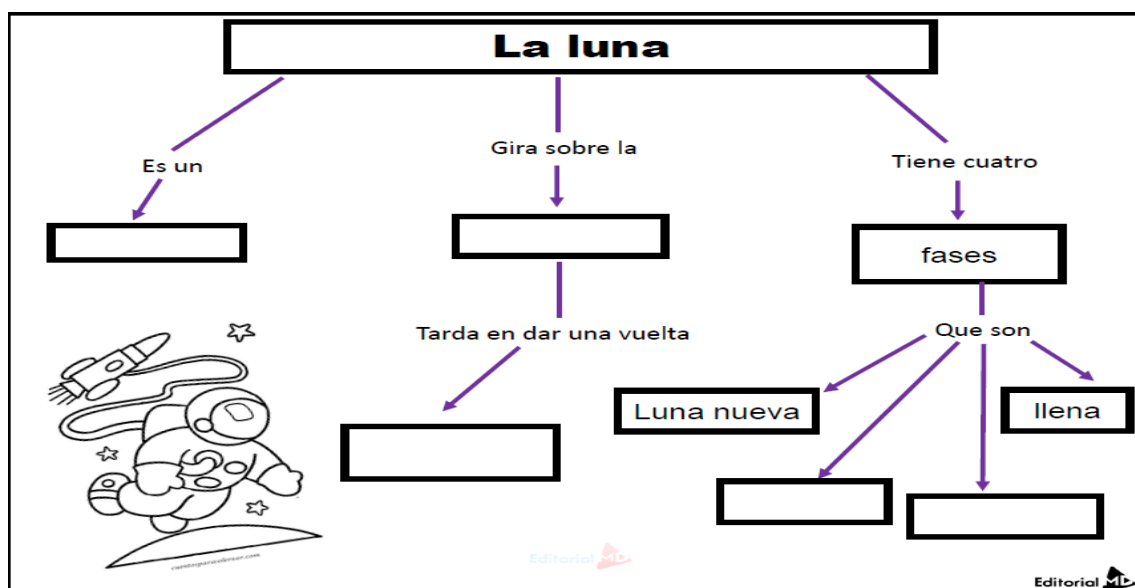 La luna
Es un
Gira sobre la
Tiene cuatro
fases
Tarda en dar una vuelta
Que son
Luna nueva
llena
Editorial MD
Editorial MD